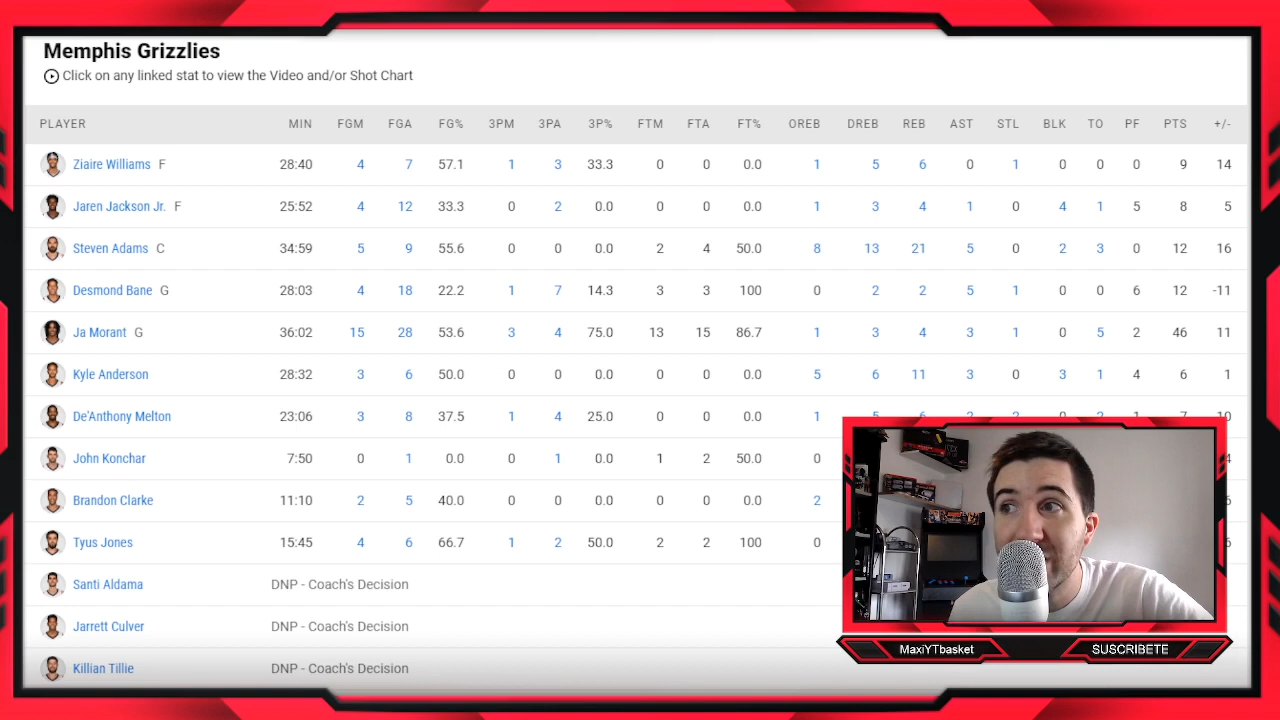 Memphis Grizzlies
Click on any linked stat to view the Video and/or Shot Chart
PLAYER MIN FGM FGA FG% 3PM 3PA 3P% FTM FTA FT% OREB DREB REB AST STL BLK TO PF PTS +/-
Ziaire Williams F 28:40 4 7 57.1 1 3 33.3 0 0 0.0 1 5 6 0 1 0 0 0 9 14
Jaren Jackson Jr. F 25:52 4 12 33.3 0 2 0.0 0 0 0.0 1 3 4 1 0 4 1 5 8 5
Steven Adams C 34:59 5 9 55.6 0 0 0.0 2 4 50.0 8 13 21 5 0 2 3 0 12 16
Desmond Bane G 28:03 4 18 22.2 1 7 14.3 3 3 100 0 2 2 5 1 0 0 6 12 -11
Ja Morant G 36:02 15 28 53.6 3 4 75.0 13 15 86.7 1 3 4 3 1 0 5 2 46 11
Kyle Anderson 28:32 3 6 50.0 0 0 0.0 0 0 0.0 5 6 11 3 0 3 1 4 6 1
De'Anthony Melton 23:06 3 8 37.5 1 4 25.0 0 0 0.0 1
John Konchar 7:50 0 1 0.0 0 1 0.0 1 2 50.0 0
Brandon Clarke 11:10 2 5 40.0 0 0 0.0 0 0 0.0 2
Tyus Jones 15:45 4 6 66.7 1 2 50.0 2 2 100 0
Santi Aldama DNP - Coach's Decision
Jarrett Culver DNP - Coach's Decision
Killian Tillie DNP - Coach's Decision
MaxiYTbasket
SUSCRIBETE